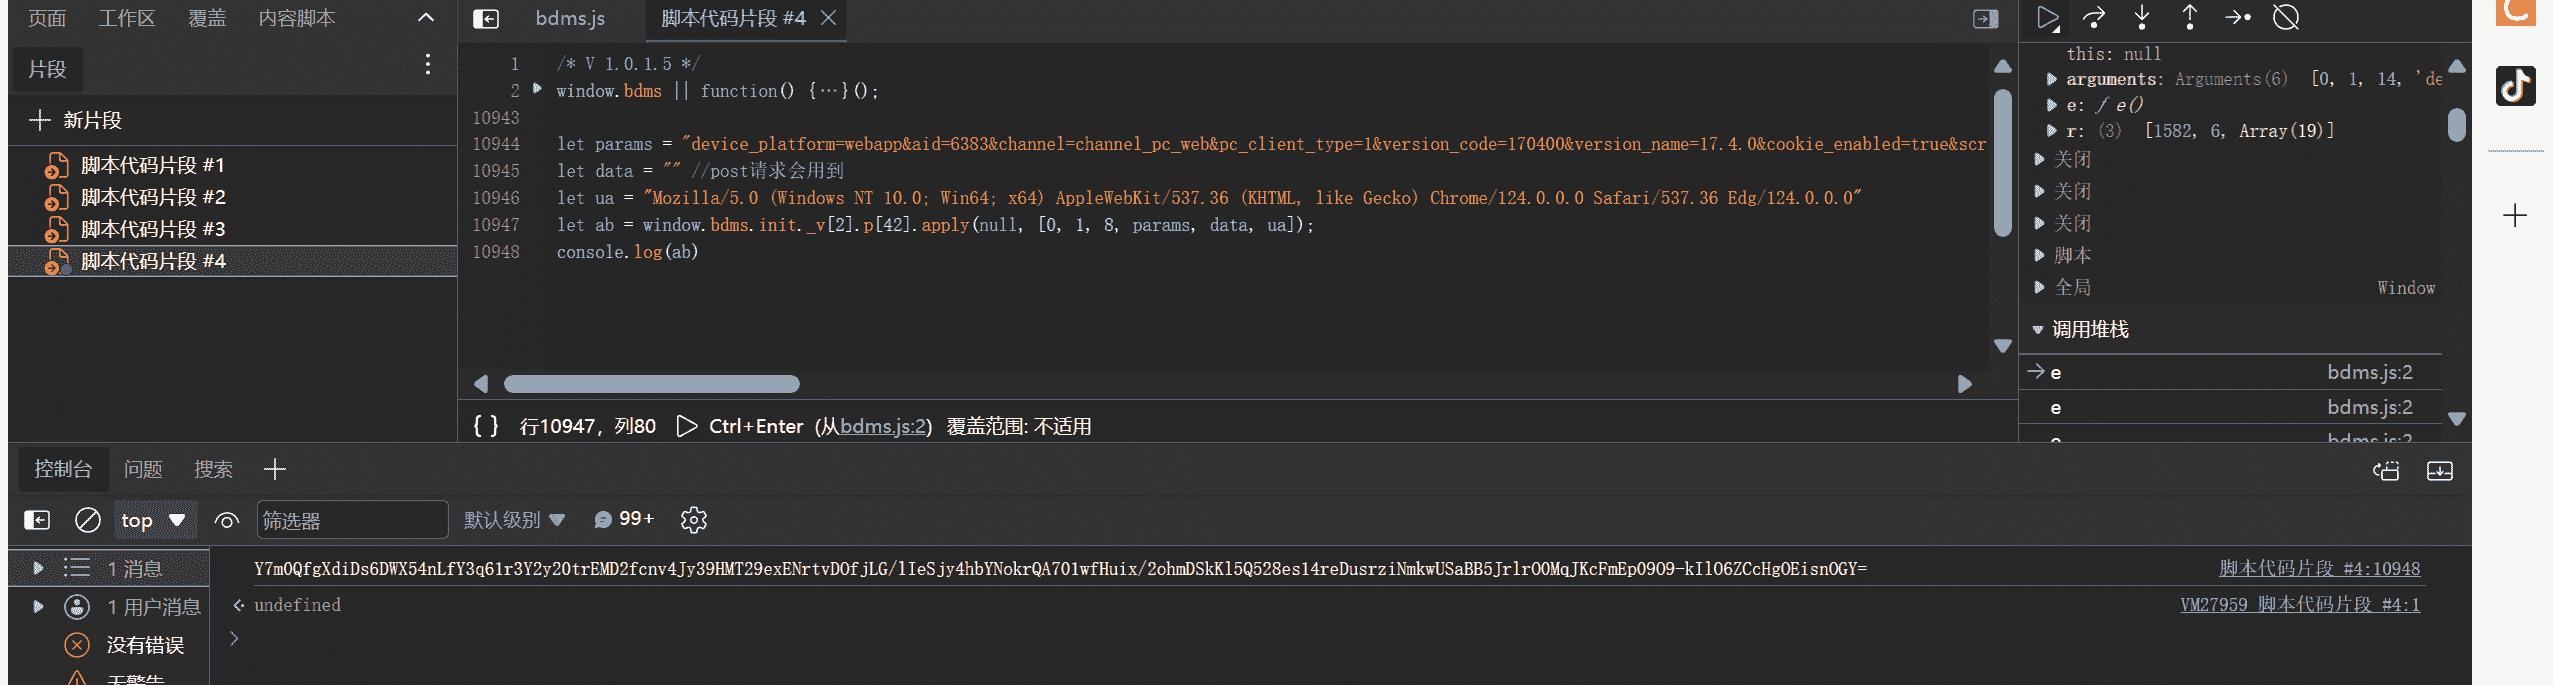 页面 工作区 覆盖 内容脚本
片段
新片段
脚本代码片段 #1
脚本代码片段 #2
脚本代码片段 #3
脚本代码片段 #4
bdms.js 脚本代码片段 #4
1 /* V 1.0.1.5 */
2 window.bdms || function() {…}();
10943
10944 let params = "device_platform=webapp&aid=6383&channel=channel_pc_web&pc_client_type=1&version_code=170400&version_name=17.4.0&cookie_enabled=true&scr
10945 let data = "" //post请求会用到
10946 let ua = "Mozilla/5.0 (Windows NT 10.0; Win64; x64) AppleWebKit/537.36 (KHTML, like Gecko) Chrome/124.0.0.0 Safari/537.36 Edg/124.0.0.0"
10947 let ab = window.bdms.init._v[2].p[42].apply(null, [0, 1, 8, params, data, ua]);
10948 console.log(ab)
{ } 行10947，列80 Ctrl+Enter (从bdms.js:2) 覆盖范围: 不适用
this: null
arguments: Arguments(6) [0, 1, 14, 'de
e: ƒ e()
r: (3) [1582, 6, Array(19)]
关闭
关闭
关闭
脚本
全局 Window
调用堆栈
e bdms.js:2
e bdms.js:2
e bdms.js:2
控制台 问题 搜索
top 筛选器 默认级别 99+
1 消息
1 用户消息
没有错误
无警告
Y7m0QfgXdiDs6DWX54nLfY3q61r3Y2y20trEMD2fcnv4Jy39HMT29exENrtvDOfjLG/lIeSjy4hbYNokrQA701wfHuix/2ohmDSkKl5Q528es14reDusrziNmkwUSaBB5JrlrO0MqJKcFmEp09O9-kIlO6ZCcHgOEisnOGY= 脚本代码片段 #4:10948
undefined VM27959 脚本代码片段 #4:1